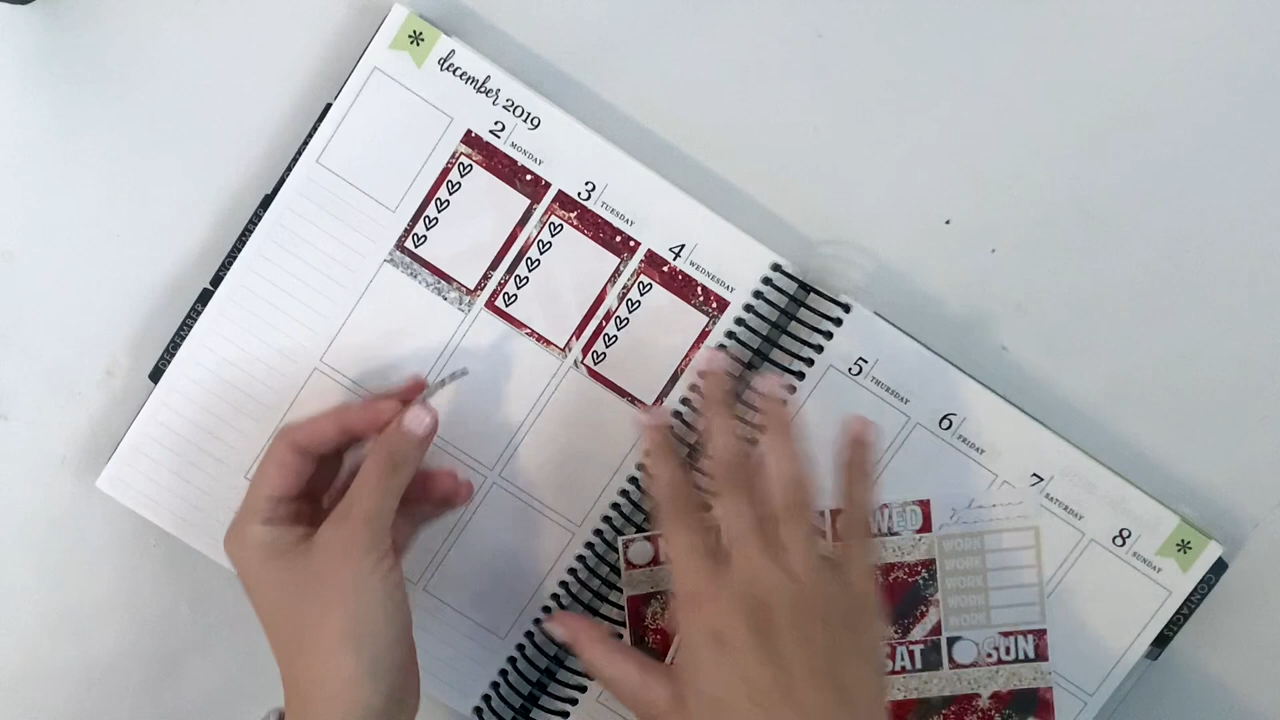 *
december 2019
2 MONDAY
3 TUESDAY
4 WEDNESDAY
5 THURSDAY
6 FRIDAY
7 SATURDAY
8 SUNDAY
*
NOVEMBER
DECEMBER
CONTACTS
WED
WORK
WORK
WORK
WORK
WORK
SAT
SUN